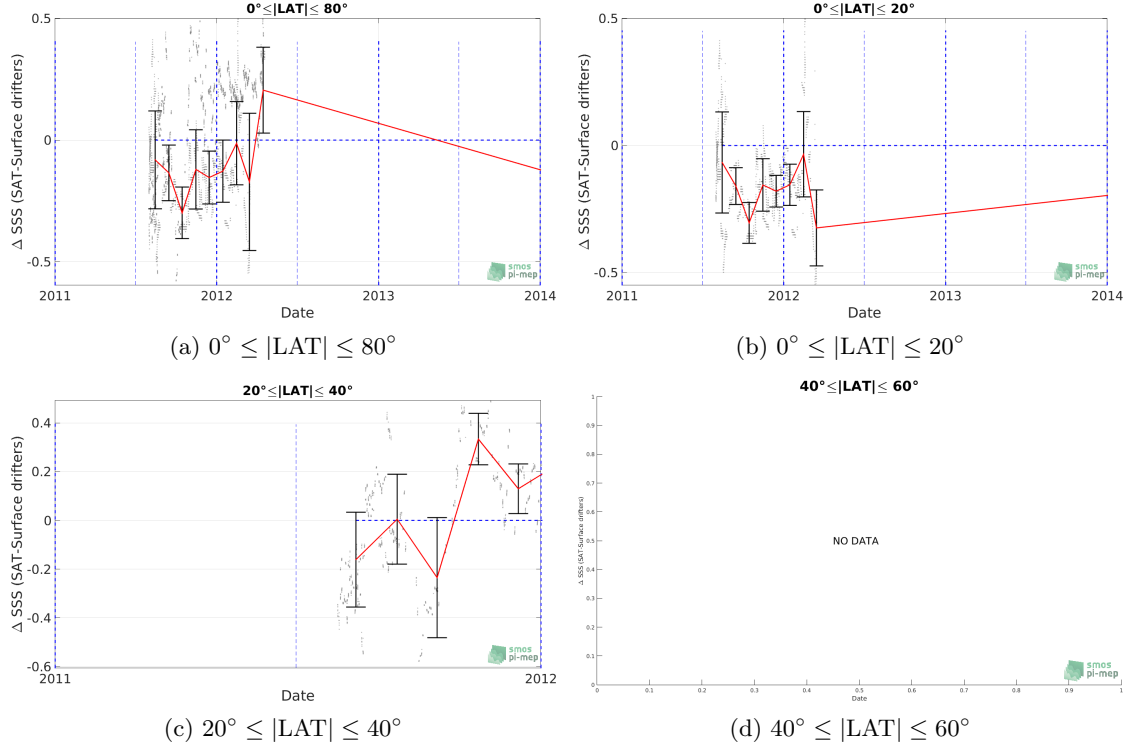 0°≤|LAT|≤ 80°
Δ SSS (SAT-Surface drifters)
0.5
0
-0.5
2011
2012
2013
2014
Date
smos
pi-mep
(a) 0° ≤ |LAT| ≤ 80°
0°≤|LAT|≤ 20°
Δ SSS (SAT-Surface drifters)
0.5
0
-0.5
2011
2012
2013
2014
Date
smos
pi-mep
(b) 0° ≤ |LAT| ≤ 20°
20°≤|LAT|≤ 40°
Δ SSS (SAT-Surface drifters)
0.4
0.2
0
-0.2
-0.4
-0.6
2011
2012
Date
smos
pi-mep
(c) 20° ≤ |LAT| ≤ 40°
40°≤|LAT|≤ 60°
Δ SSS (SAT-Surface drifters)
1
0.9
0.8
0.7
0.6
0.5
0.4
0.3
0.2
0.1
0
NO DATA
0
0.1
0.2
0.3
0.4
0.5
0.6
0.7
0.8
0.9
1
Date
smos
pi-mep
(d) 40° ≤ |LAT| ≤ 60°